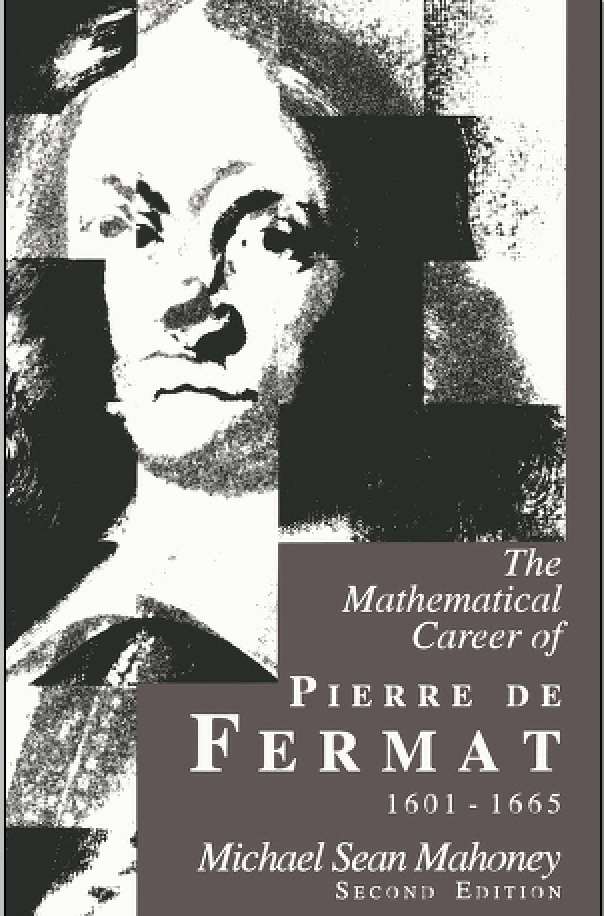 The
Mathematical
Career of
PIERRE DE
FERMAT
1601 - 1665
Michael Sean Mahoney
SECOND EDITION